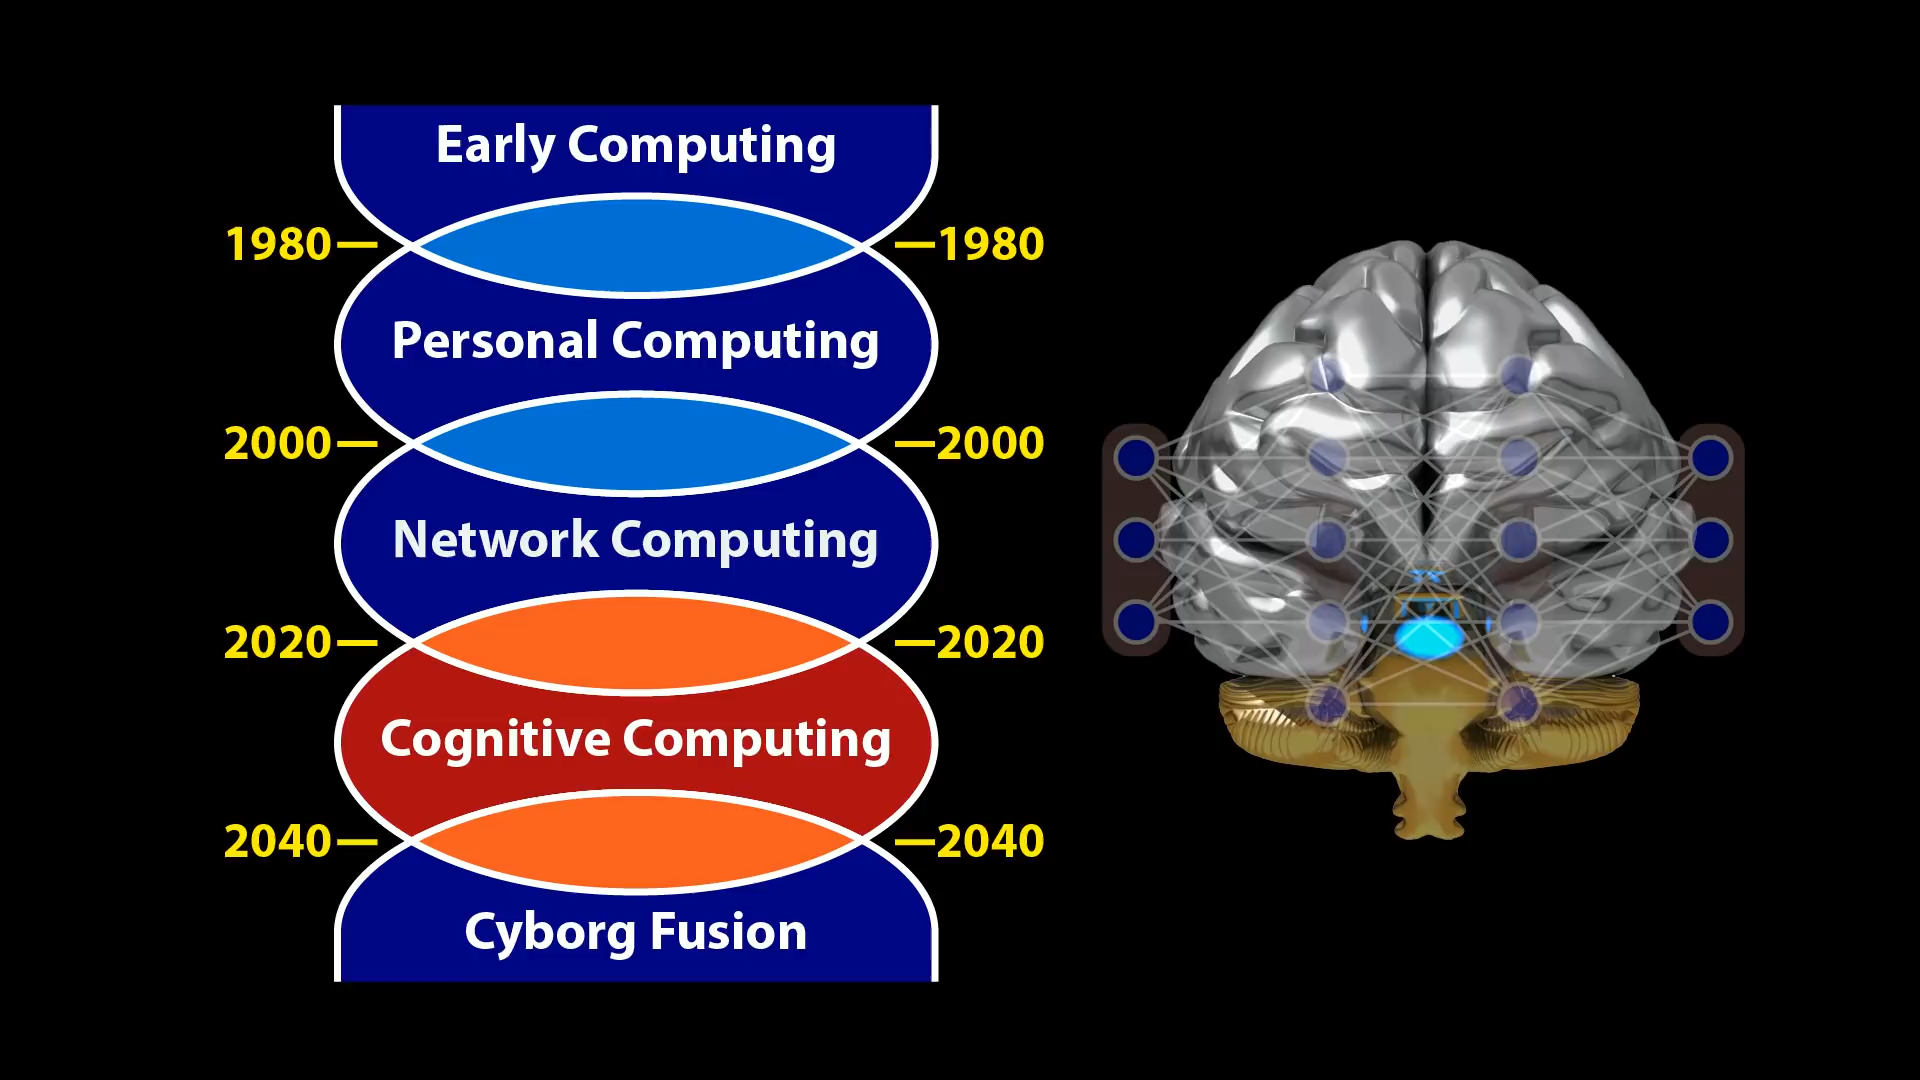 Early Computing
1980 1980
Personal Computing
2000 2000
Network Computing
2020 2020
Cognitive Computing
2040 2040
Cyborg Fusion